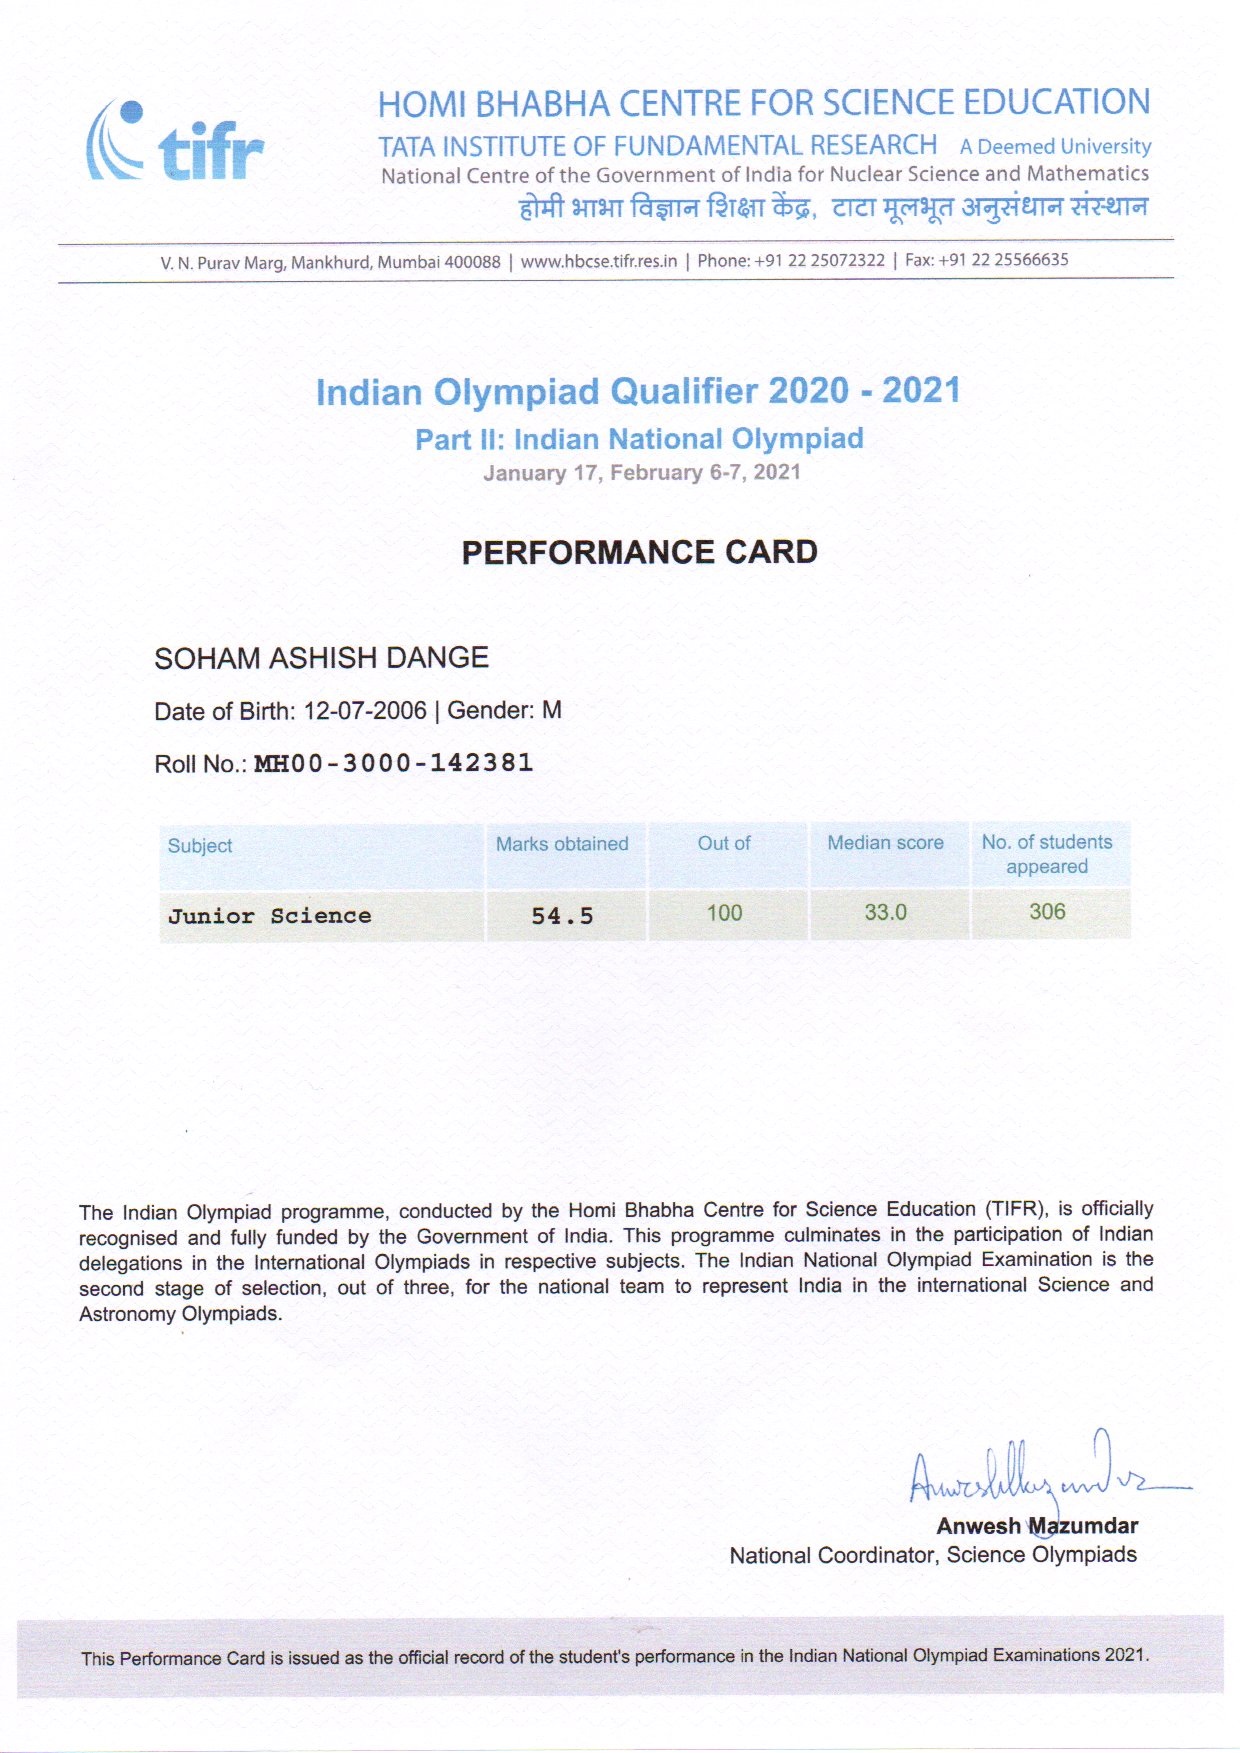 tifr
HOMI BHABHA CENTRE FOR SCIENCE EDUCATION
TATA INSTITUTE OF FUNDAMENTAL RESEARCH A Deemed University
National Centre of the Government of India for Nuclear Science and Mathematics
होमी भाभा विज्ञान शिक्षा केंद्र, टाटा मूलभूत अनुसंधान संस्थान
V. N. Purav Marg, Mankhurd, Mumbai 400088 | www.hbcse.tifr.res.in | Phone: +91 22 25072322 | Fax: +91 22 25566635
Indian Olympiad Qualifier 2020 - 2021
Part II: Indian National Olympiad
January 17, February 6-7, 2021
PERFORMANCE CARD
SOHAM ASHISH DANGE
Date of Birth: 12-07-2006 | Gender: M
Roll No.: MH00-3000-142381
Subject Marks obtained Out of Median score No. of students
appeared
Junior Science 54.5 100 33.0 306
The Indian Olympiad programme, conducted by the Homi Bhabha Centre for Science Education (TIFR), is officially
recognised and fully funded by the Government of India. This programme culminates in the participation of Indian
delegations in the International Olympiads in respective subjects. The Indian National Olympiad Examination is the
second stage of selection, out of three, for the national team to represent India in the international Science and
Astronomy Olympiads.
Anwesh Mazumdar
Anwesh Mazumdar
National Coordinator, Science Olympiads
This Performance Card is issued as the official record of the student's performance in the Indian National Olympiad Examinations 2021.